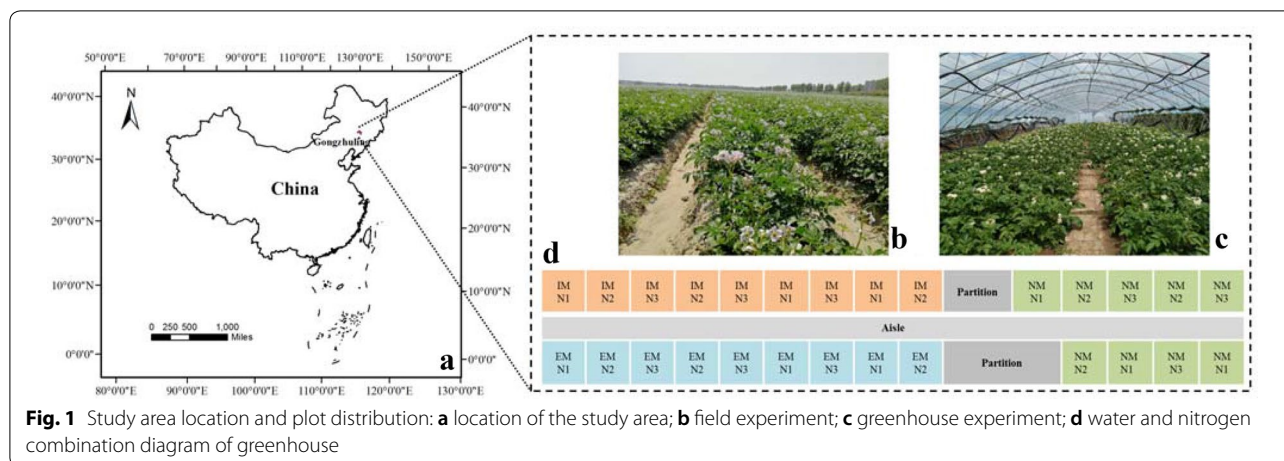 50°0'0"E 70°0'0"E 90°0'0"E 110°0'0"E 130°0'0"E 150°0'0"E
N
40°0'0"N
40°0'0"N
Gongzhuling
30°0'0"N
30°0'0"N
China
20°0'0"N
20°0'0"N
10°0'0"N
10°0'0"N
0 250 500 1,000
Miles
0°0'0"
0°0'0"
a
80°0'0"E 90°0'0"E 100°0'0"E 110°0'0"E 120°0'0"E 130°0'0"E
b
c
d
IM IM IM IM IM IM IM IM IM Partition NM NM NM NM NM
N1 N2 N3 N2 N3 N1 N3 N1 N2 N1 N2 N3 N2 N3
Aisle
EM EM EM EM EM EM EM EM EM Partition NM NM NM NM
N1 N2 N3 N2 N3 N1 N3 N1 N2 N2 N1 N3 N1
Fig. 1 Study area location and plot distribution: a location of the study area; b field experiment; c greenhouse experiment; d water and nitrogen
combination diagram of greenhouse